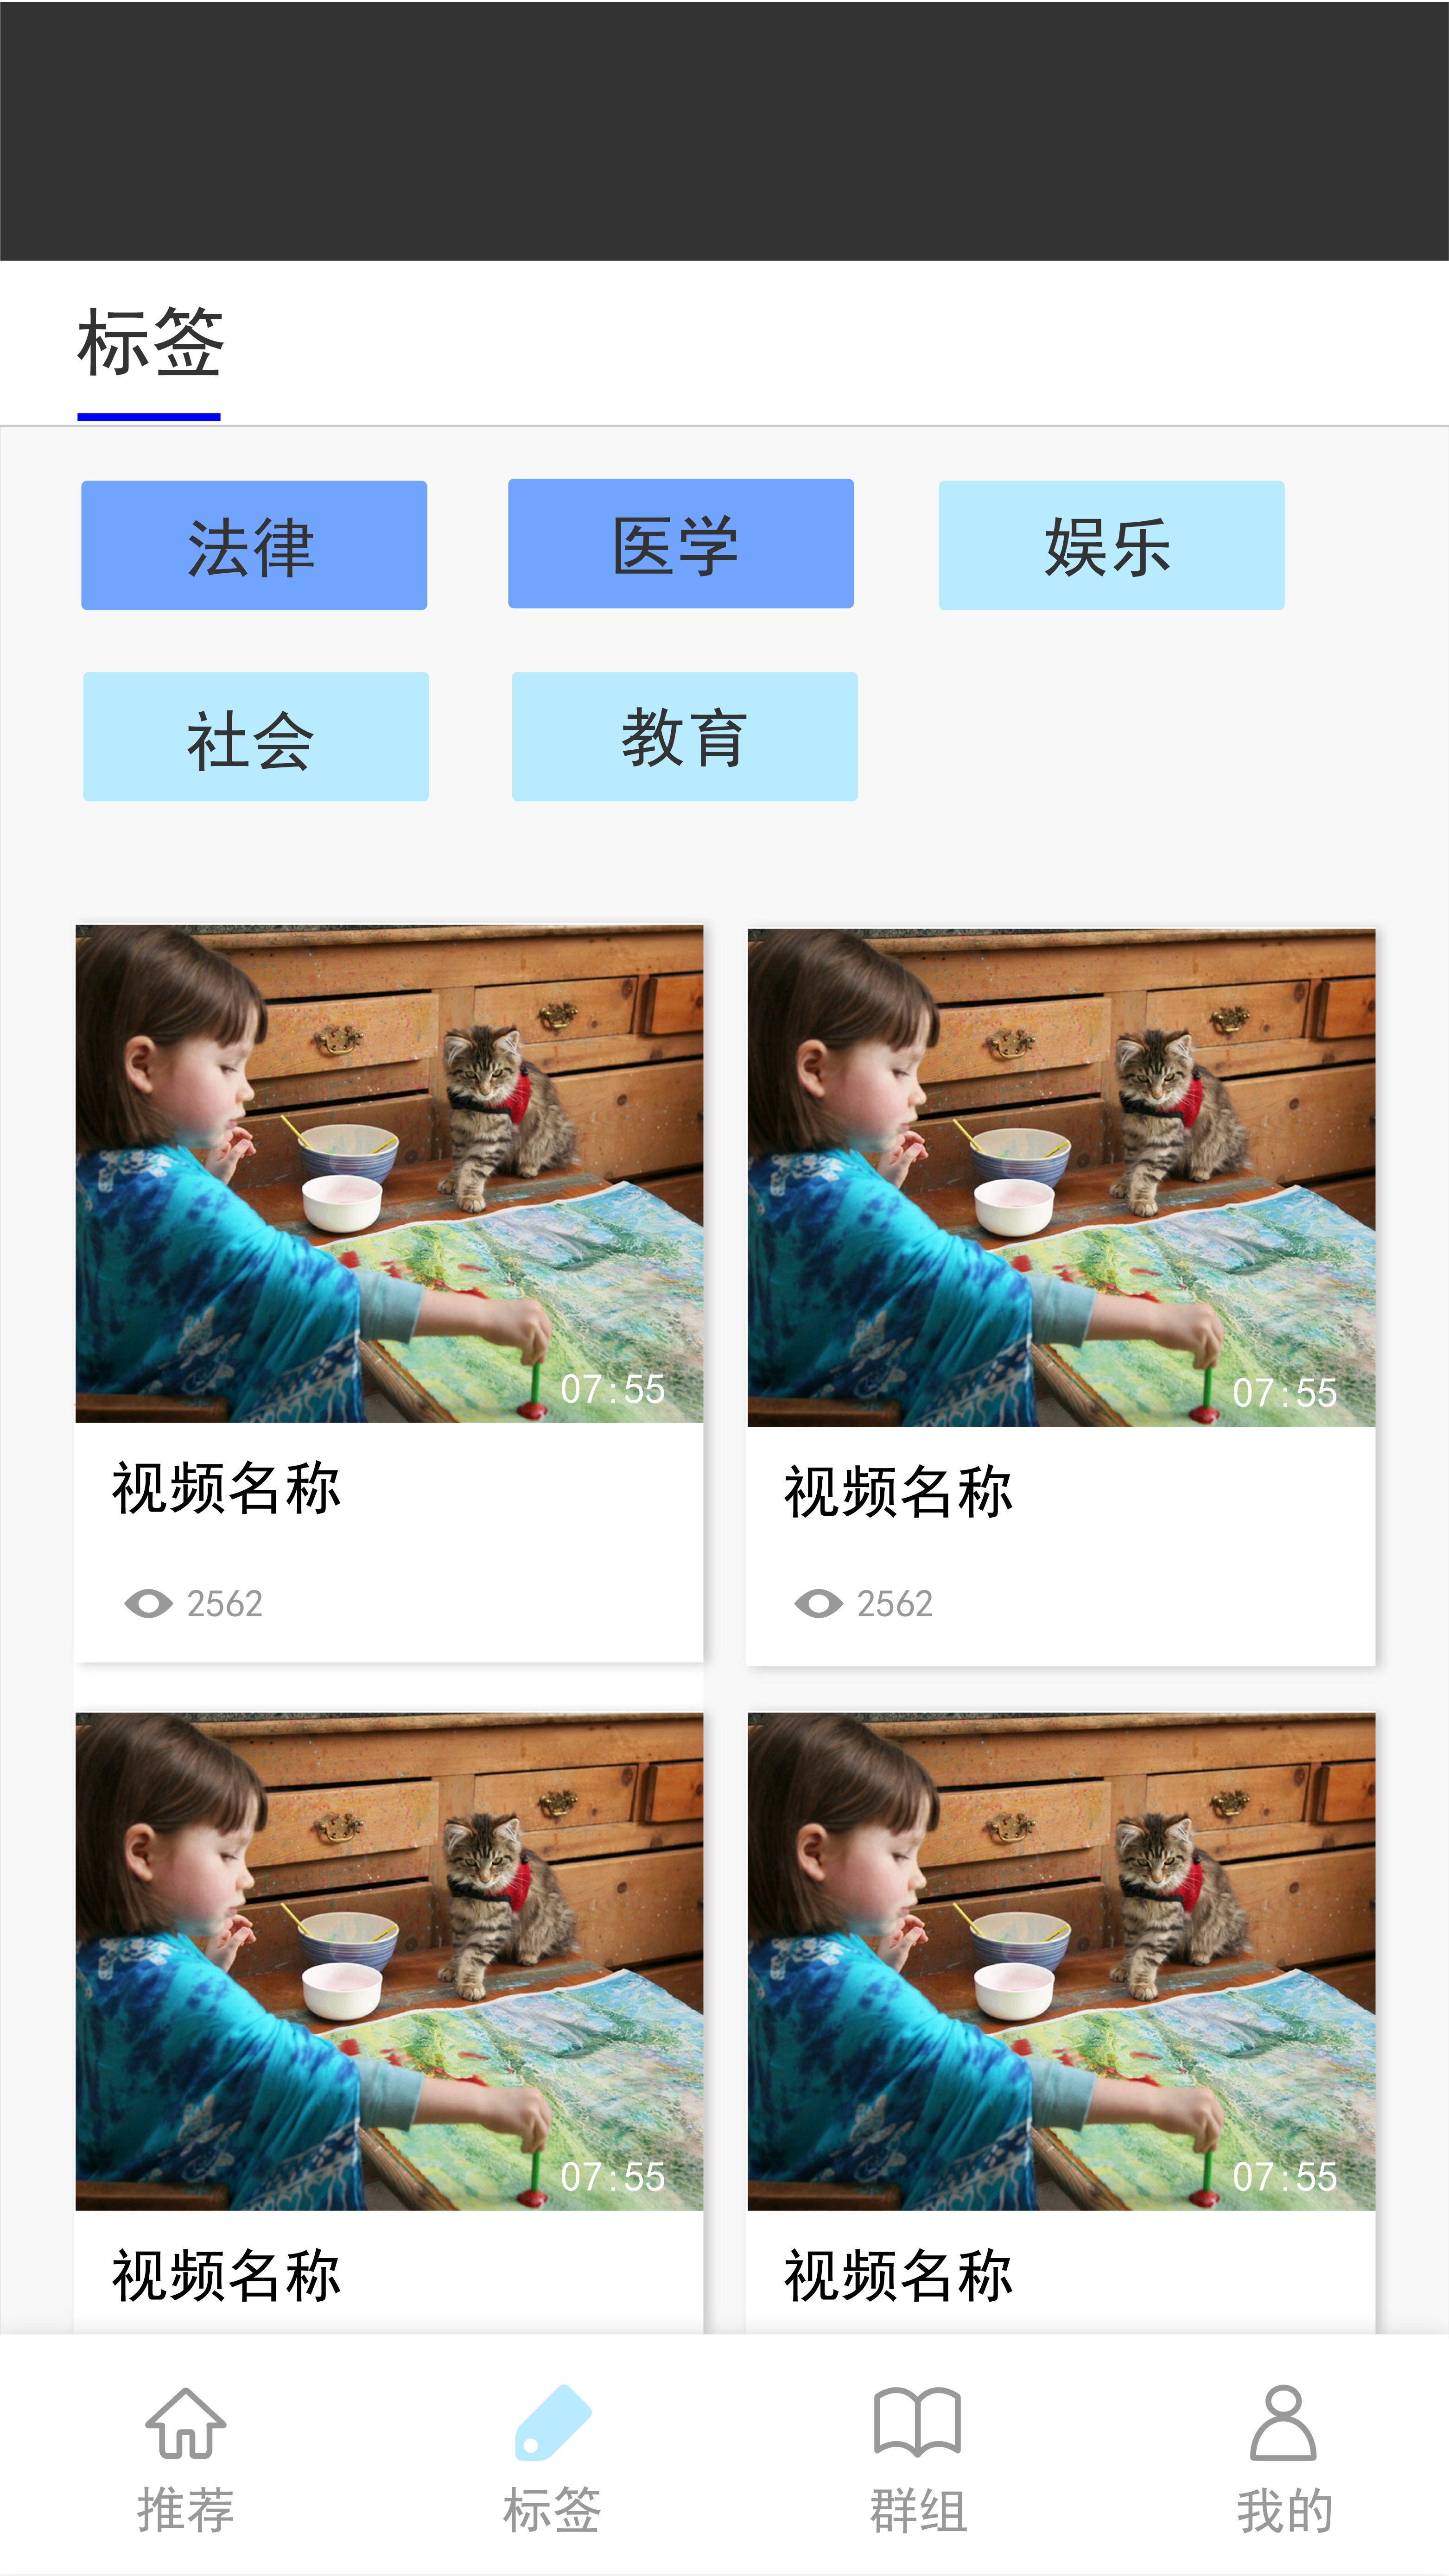 标签
法律 医学 娱乐
社会 教育
07:55 07:55
视频名称 视频名称
2562 2562
07:55 07:55
视频名称 视频名称
推荐 标签 群组 我的